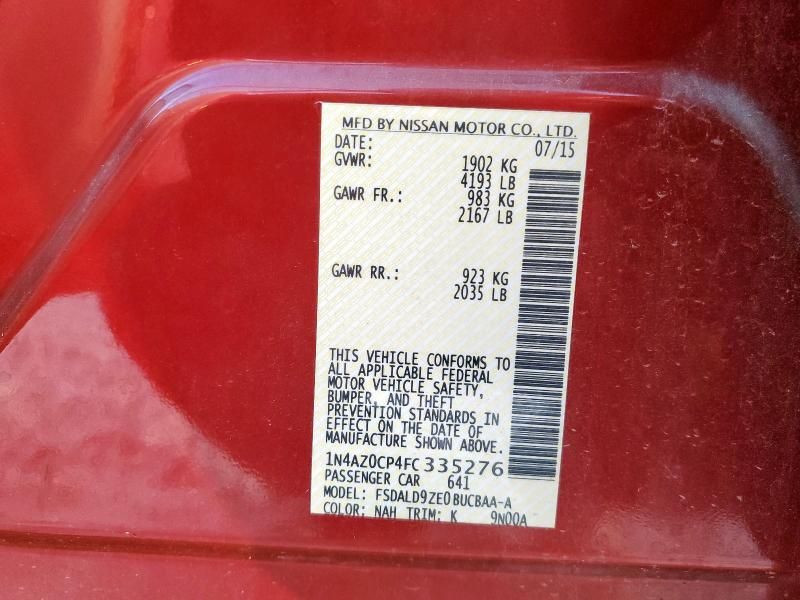 MFD BY NISSAN MOTOR CO., LTD.
DATE: 07/15
GVWR: 1902 KG
4193 LB
GAWR FR.: 983 KG
2167 LB
GAWR RR.: 923 KG
2035 LB
THIS VEHICLE CONFORMS TO
ALL APPLICABLE FEDERAL
MOTOR VEHICLE SAFETY,
BUMPER, AND THEFT
PREVENTION STANDARDS IN
EFFECT ON THE DATE OF
MANUFACTURE SHOWN ABOVE.
1N4AZ0CP4FC335276
PASSENGER CAR 641
MODEL: FSDALD9ZE0BUCBAA-A
COLOR: NAH TRIM: K 9N00A